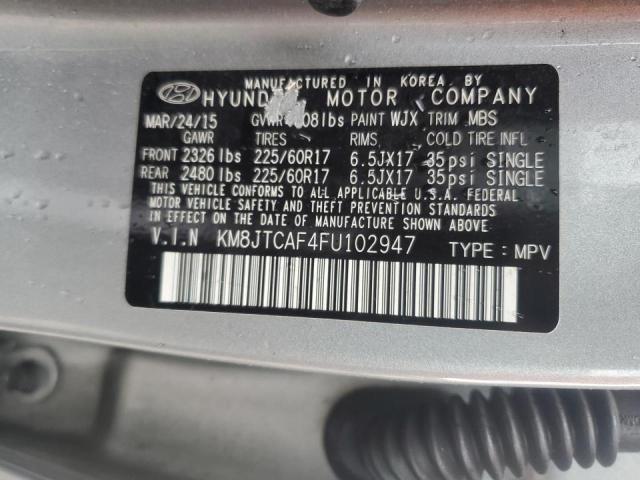 MANUFACTURED IN KOREA BY
MOTOR COMPANY
MAR/24/15 08lbs PAINT WJX TRIM MBS
GAWR TIRES RIMS COLD TIRE INFL
FRONT 2326 lbs 225/60R17 6.5JX17 35psi SINGLE
REAR 2480 lbs 225/60R17 6.5JX17 35psi SINGLE
THIS VEHICLE CONFORMS TO ALL APPLICABLE U.S.A. FEDERAL
MOTOR VEHICLE SAFETY AND THEFT PREVENTION STANDARDS
IN EFFECT ON THE DATE OF MANUFACTURE SHOWN ABOVE.
V.I.N KM8JTCAF4FU102947 TYPE : MPV